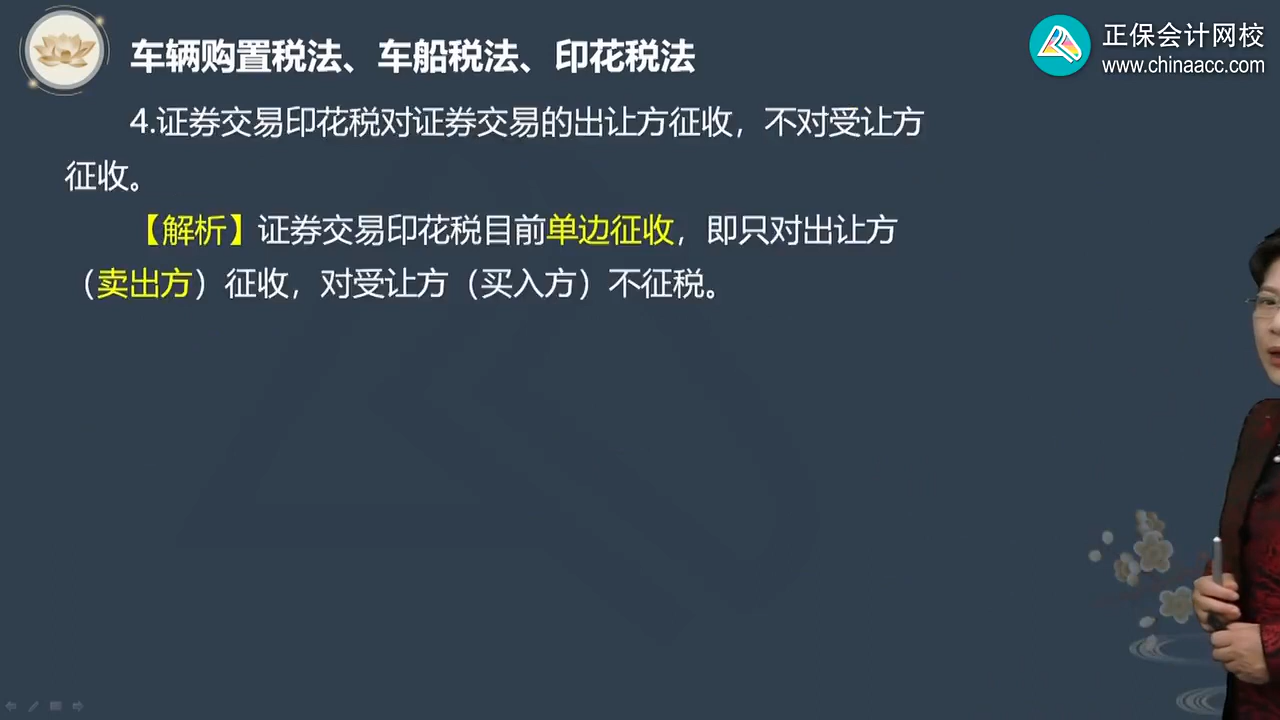 车辆购置税法、车船税法、印花税法
正保会计网校
www.chinaacc.com
4.证券交易印花税对证券交易的出让方征收，不对受让方
征收。
【解析】证券交易印花税目前单边征收，即只对出让方
（卖出方）征收，对受让方（买入方）不征税。